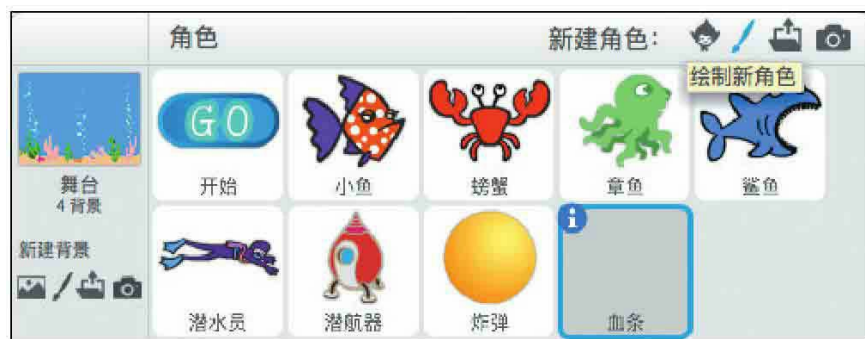 角色 新建角色：
绘制新角色
GO
开始 小鱼 螃蟹 章鱼 鲨鱼
舞台
4 背景
新建背景
i
潜水员 潜航器 炸弹 血条